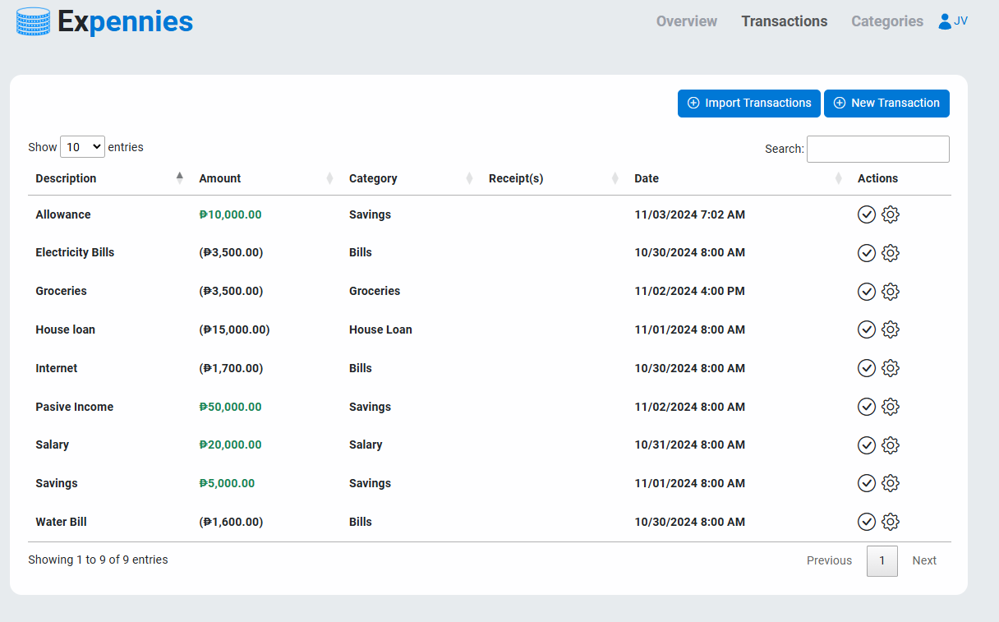 Expennies Overview Transactions Categories JV
Import Transactions New Transaction
Show 10 entries Search:
Description Amount Category Receipt(s) Date Actions
Allowance ₱10,000.00 Savings 11/03/2024 7:02 AM
Electricity Bills (₱3,500.00) Bills 10/30/2024 8:00 AM
Groceries (₱3,500.00) Groceries 11/02/2024 4:00 PM
House loan (₱15,000.00) House Loan 11/01/2024 8:00 AM
Internet (₱1,700.00) Bills 10/30/2024 8:00 AM
Pasive Income ₱50,000.00 Savings 11/02/2024 8:00 AM
Salary ₱20,000.00 Salary 10/31/2024 8:00 AM
Savings ₱5,000.00 Savings 11/01/2024 8:00 AM
Water Bill (₱1,600.00) Bills 10/30/2024 8:00 AM
Showing 1 to 9 of 9 entries Previous 1 Next